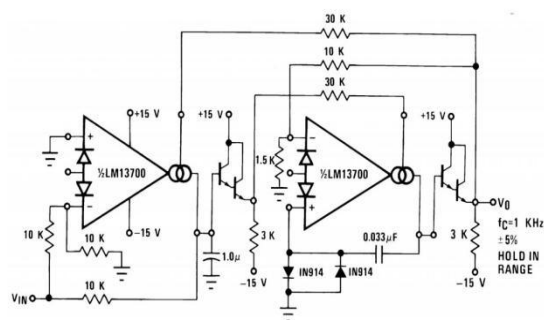 30 K
10 K
30 K
+15 V
+15 V
+15 V
+
-
½LM13700
½LM13700
1.5 K
-
+
-15 V
10 K
10 K
10 K
1.0μ
3 K
-15 V
0.033μF
IN914
IN914
3 K
-15 V
VO
fC=1 KHz
±5%
HOLD IN
RANGE
VIN